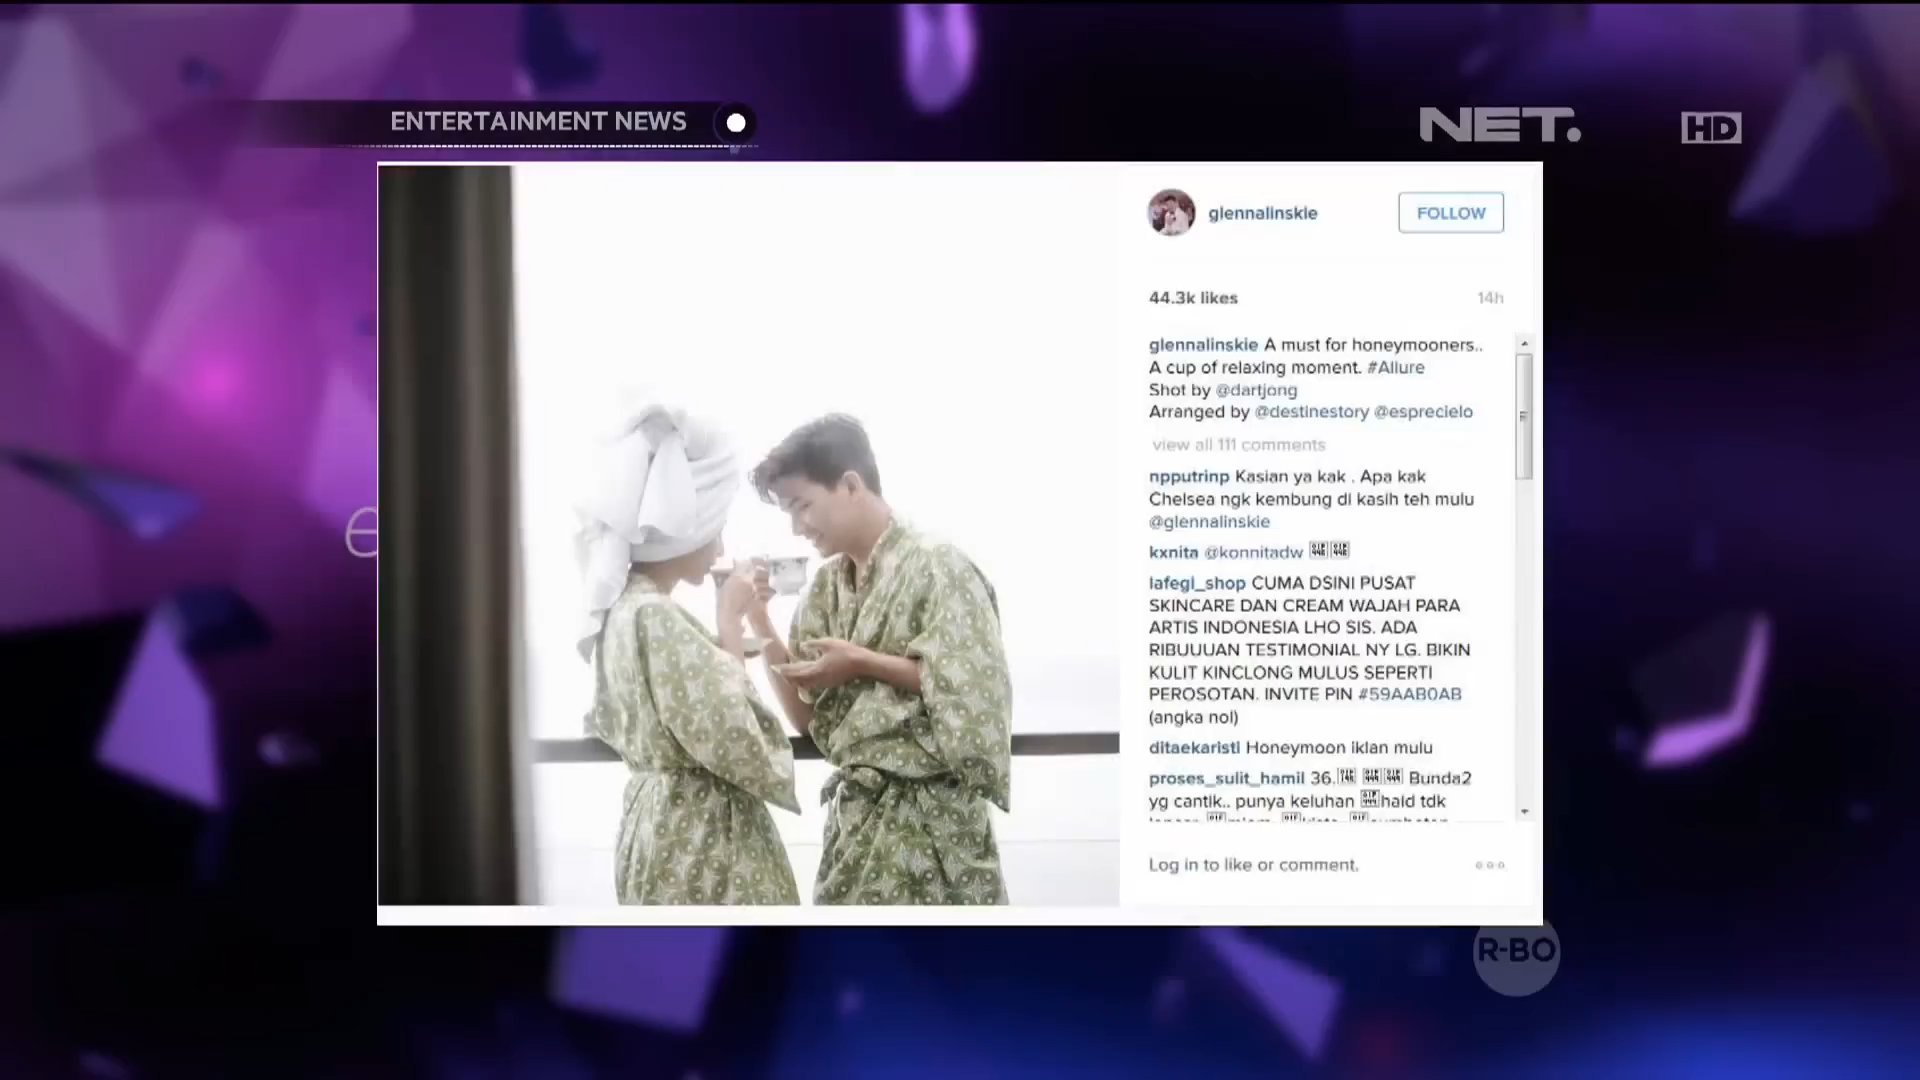 ENTERTAINMENT NEWS
NET.
HD
glennalinskie
FOLLOW
44.3k likes
14h
glennalinskie A must for honeymooners..
A cup of relaxing moment. #Allure
Shot by @dartjong
Arranged by @destinestory @esprecielo
view all 111 comments
npputrinp Kasian ya kak . Apa kak
Chelsea ngk kembung di kasih teh mulu
@glennalinskie
kxnita @konnitadw
lafegi_shop CUMA DSINI PUSAT
SKINCARE DAN CREAM WAJAH PARA
ARTIS INDONESIA LHO SIS. ADA
RIBUUUAN TESTIMONIAL NY LG. BIKIN
KULIT KINCLONG MULUS SEPERTI
PEROSOTAN. INVITE PIN #59AAB0AB
(angka nol)
ditaekaristi Honeymoon iklan mulu
proses_sulit_hamil 36. Bunda2
yg cantik.. punya keluhan haid tdk
Log in to like or comment.
e
R-BO